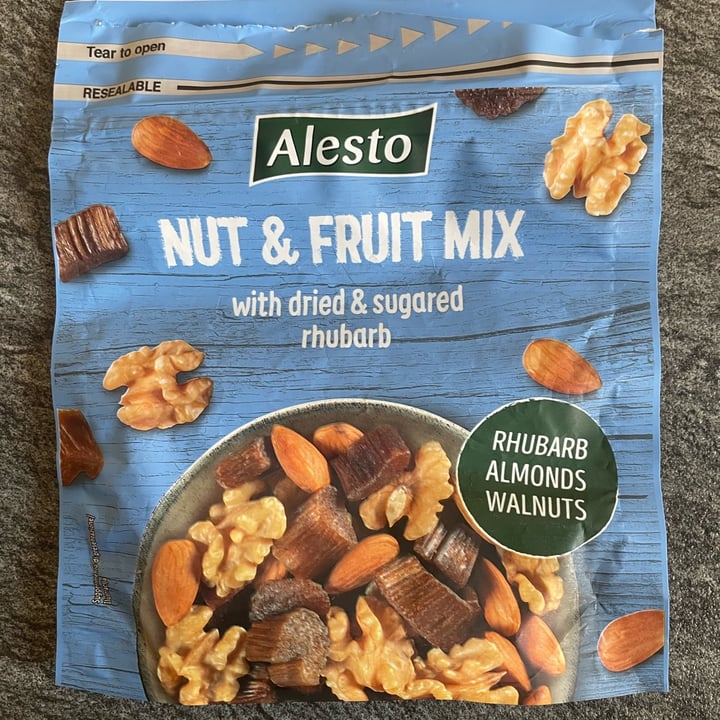 Tear to open
RESEALABLE
Alesto
NUT & FRUIT MIX
with dried & sugared
rhubarb
RHUBARB
ALMONDS
WALNUTS